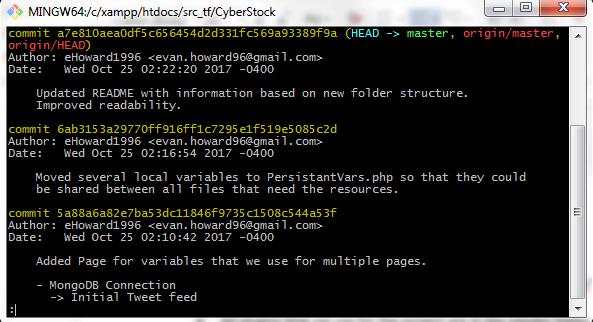 MINGW64:/c/xampp/htdocs/src_tf/CyberStock
commit a7e810aea0df5c656454d2d331fc569a93389f9a (HEAD -> master, origin/master,
origin/HEAD)
Author: eHoward1996 <evan.howard96@gmail.com>
Date:   Wed Oct 25 02:22:20 2017 -0400
Updated README with information based on new folder structure.
Improved readability.
commit 6ab3153a29770ff916ff1c7295e1f519e5085c2d
Author: eHoward1996 <evan.howard96@gmail.com>
Date:   Wed Oct 25 02:16:54 2017 -0400
Moved several local variables to PersistantVars.php so that they could
be shared between all files that need the resources.
commit 5a88a6a82e7ba53dc11846f9735c1508c544a53f
Author: eHoward1996 <evan.howard96@gmail.com>
Date:   Wed Oct 25 02:10:42 2017 -0400
Added Page for variables that we use for multiple pages.
- MongoDB Connection
-> Initial Tweet feed
: